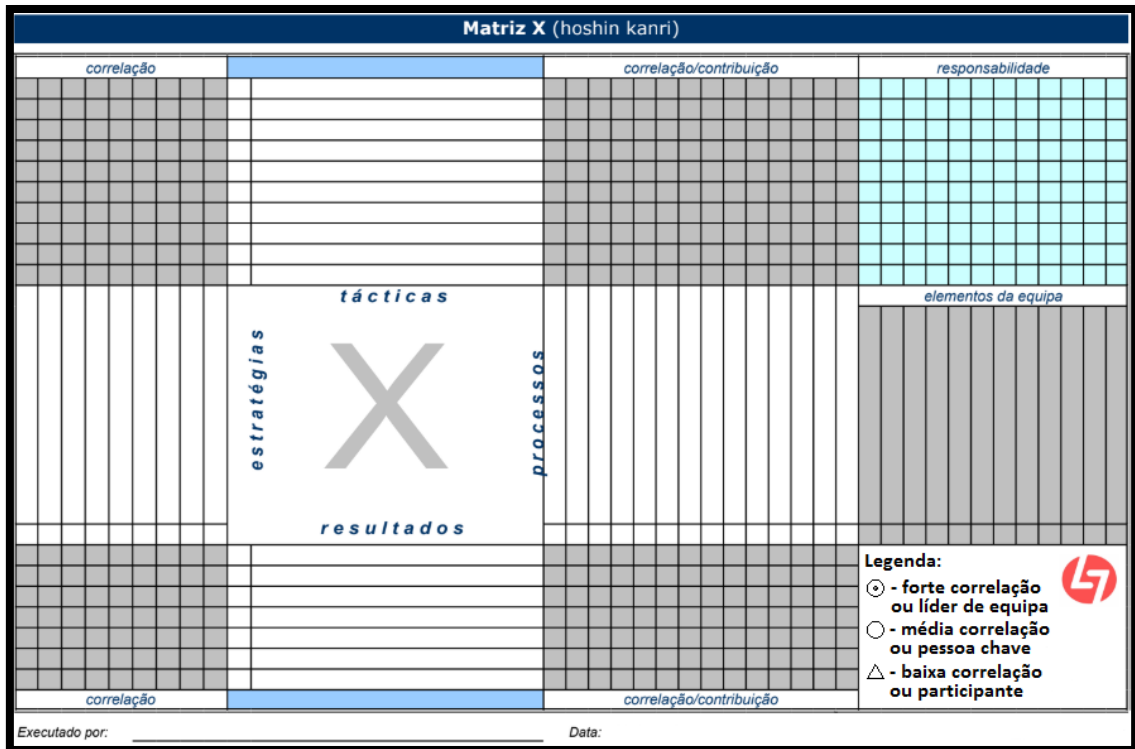 Matriz X (hoshin kanri)
correlação
correlação/contribuição
responsabilidade
tácticas
elementos da equipa
estratégias
X
processos
resultados
Legenda:
- forte correlação
ou líder de equipa
- média correlação
ou pessoa chave
- baixa correlação
ou participante
correlação
correlação/contribuição
Executado por:
Data: